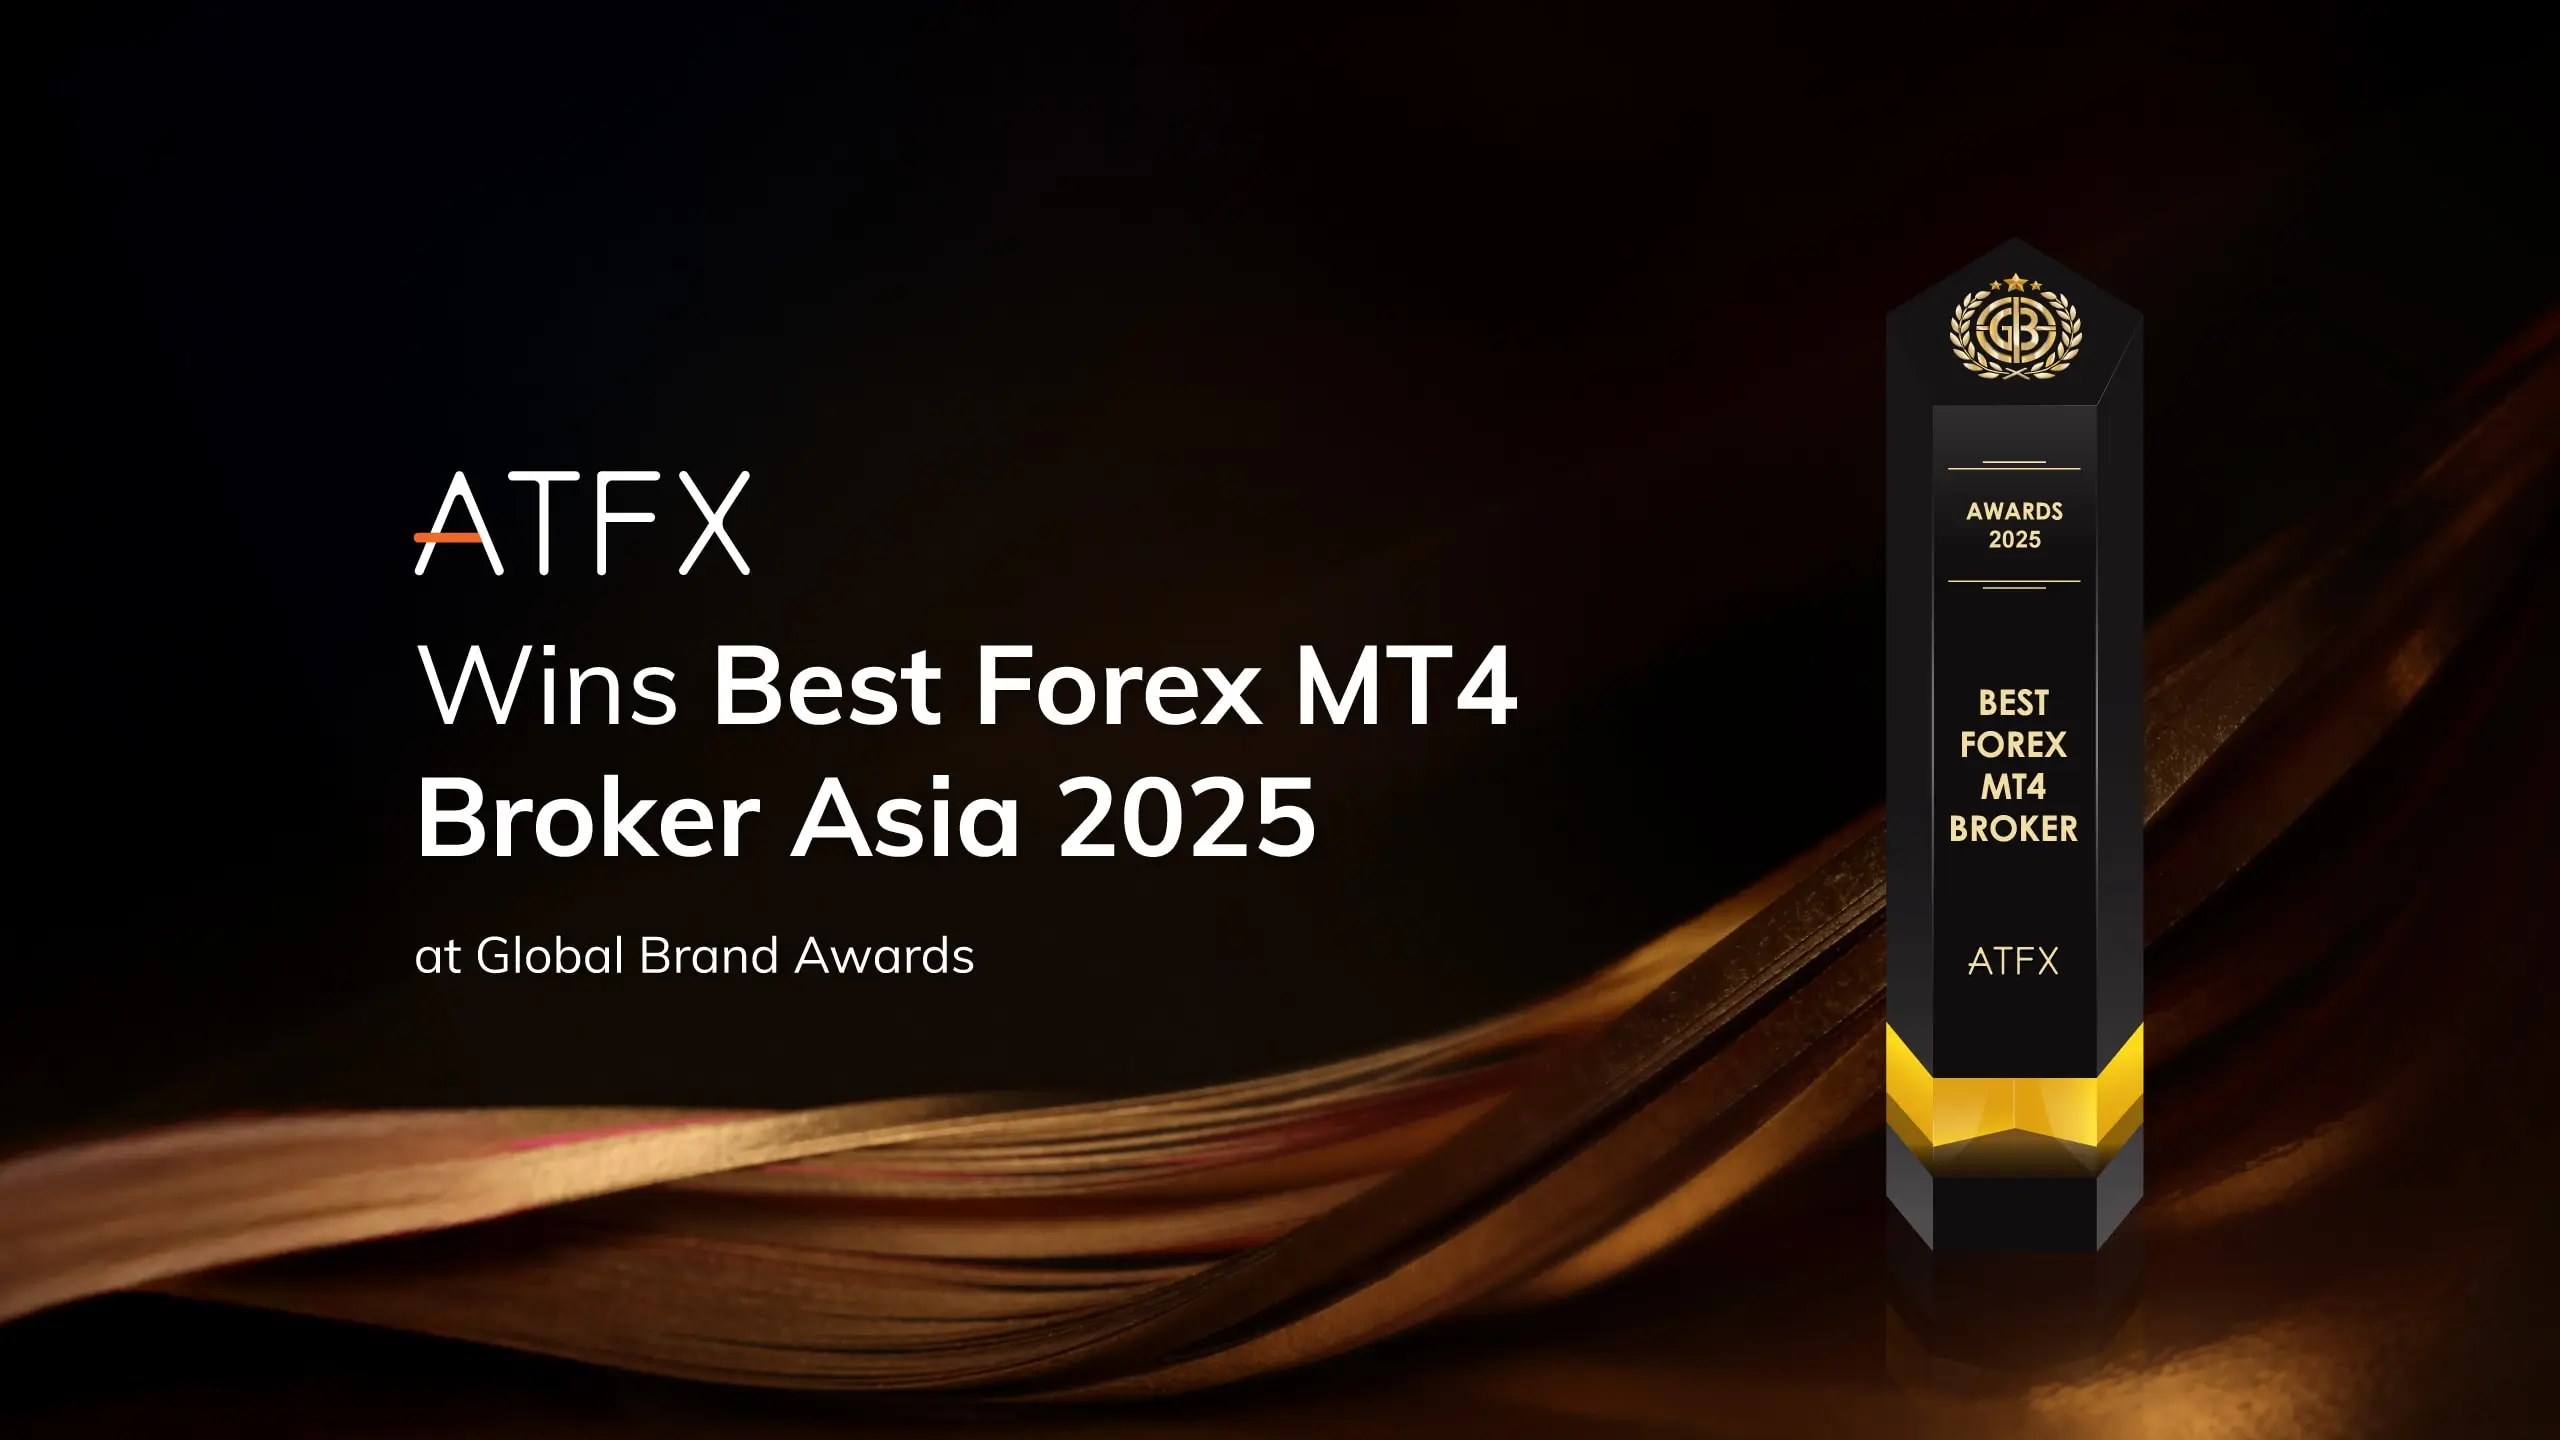 ATFX
Wins Best Forex MT4
Broker Asia 2025
at Global Brand Awards
GB
AWARDS
2025
BEST
FOREX
MT4
BROKER
ATFX